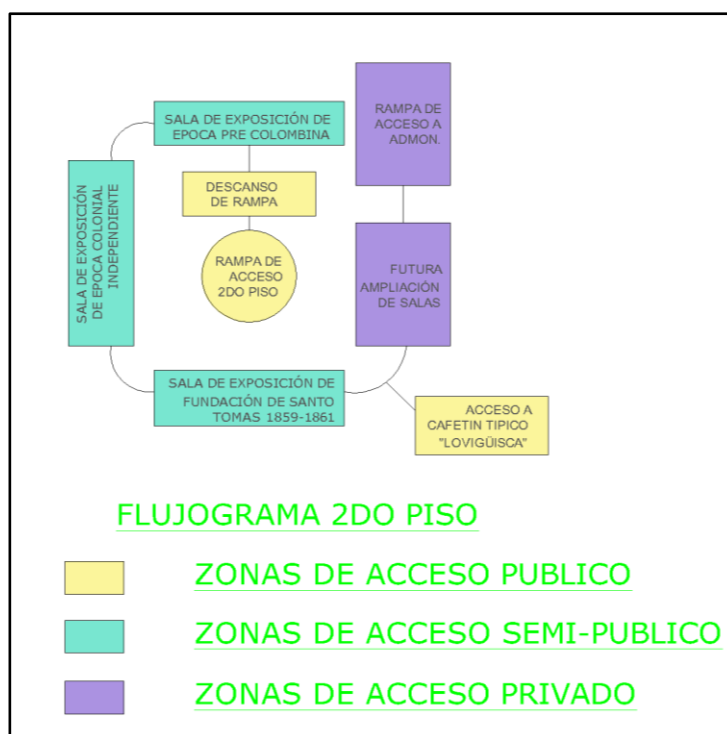 SALA DE EXPOSICIÓN DE
EPOCA PRE COLOMBINA
RAMPA DE
ACCESO A
ADMON.
DESCANSO
DE RAMPA
SALA DE EXPOSICIÓN
DE EPOCA COLONIAL
INDEPENDIENTE
RAMPA DE
ACCESO
2DO PISO
FUTURA
AMPLIACIÓN
DE SALAS
SALA DE EXPOSICIÓN DE
FUNDACIÓN DE SANTO
TOMAS 1859-1861
ACCESO A
CAFETIN TIPICO
"LOVIGÜISCA"
FLUJOGRAMA 2DO PISO
ZONAS DE ACCESO PUBLICO
ZONAS DE ACCESO SEMI-PUBLICO
ZONAS DE ACCESO PRIVADO